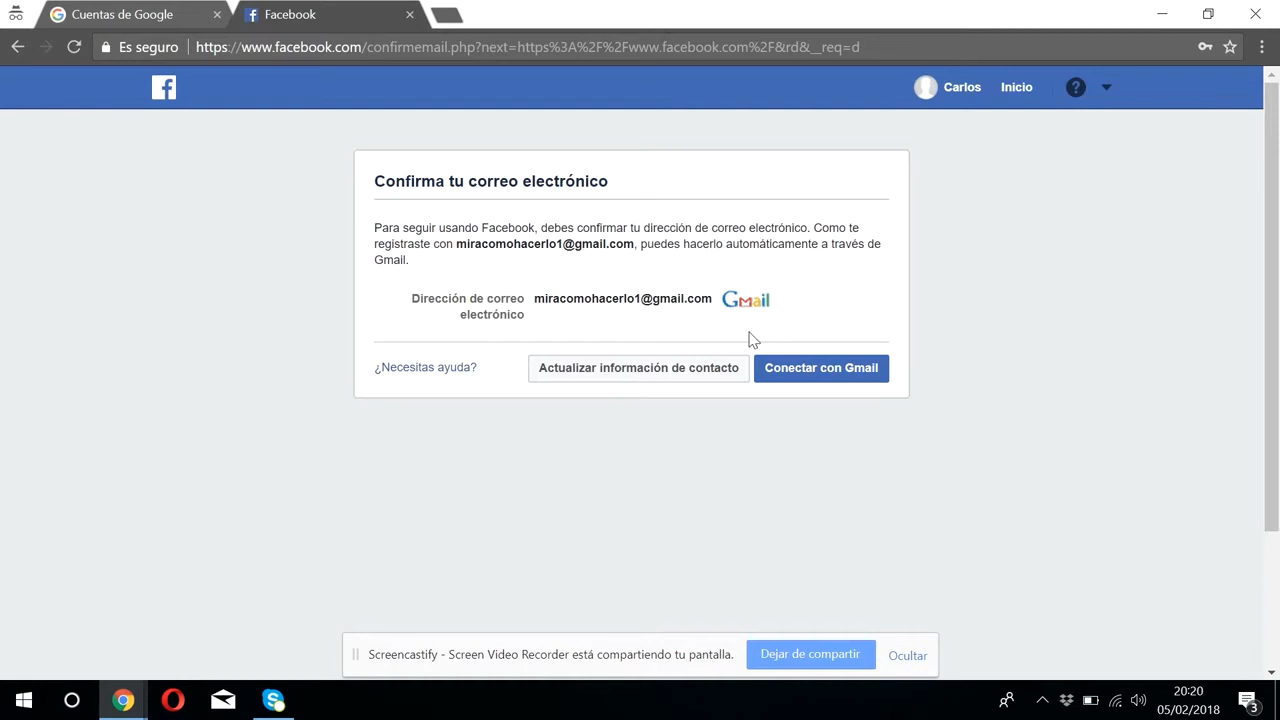 Cuentas de Google
Facebook
Es seguro
https://www.facebook.com/confirmemail.php?next=https%3A%2F%2Fwww.facebook.com%2F&rd&__req=d
Carlos Inicio ?
Confirma tu correo electrónico
Para seguir usando Facebook, debes confirmar tu dirección de correo electrónico. Como te
registraste con miracomohacerlo1@gmail.com, puedes hacerlo automáticamente a través de
Gmail.
Dirección de correo
electrónico
miracomohacerlo1@gmail.com Gmail
¿Necesitas ayuda?
Actualizar información de contacto
Conectar con Gmail
Screencastify - Screen Video Recorder está compartiendo tu pantalla.
Dejar de compartir
Ocultar
20:20
05/02/2018
3